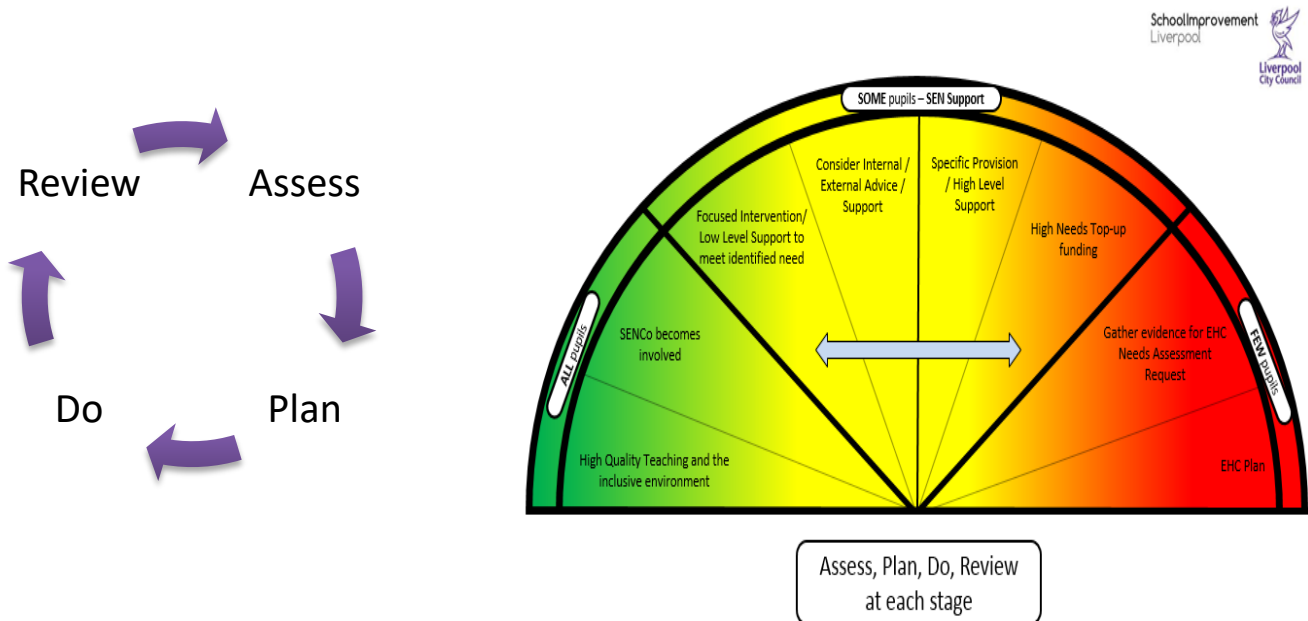 SchoolImprovement
Liverpool
Liverpool
City Council
Review
Assess
Do
Plan
SOME pupils – SEN Support
ALL pupils
FEW pupils
High Quality Teaching and the
inclusive environment
SENCo becomes
involved
Focused Intervention/
Low Level Support to
meet identified need
Consider Internal /
External Advice /
Support
Specific Provision
/ High Level
Support
High Needs Top-up
funding
Gather evidence for EHC
Needs Assessment
Request
EHC Plan
Assess, Plan, Do, Review
at each stage